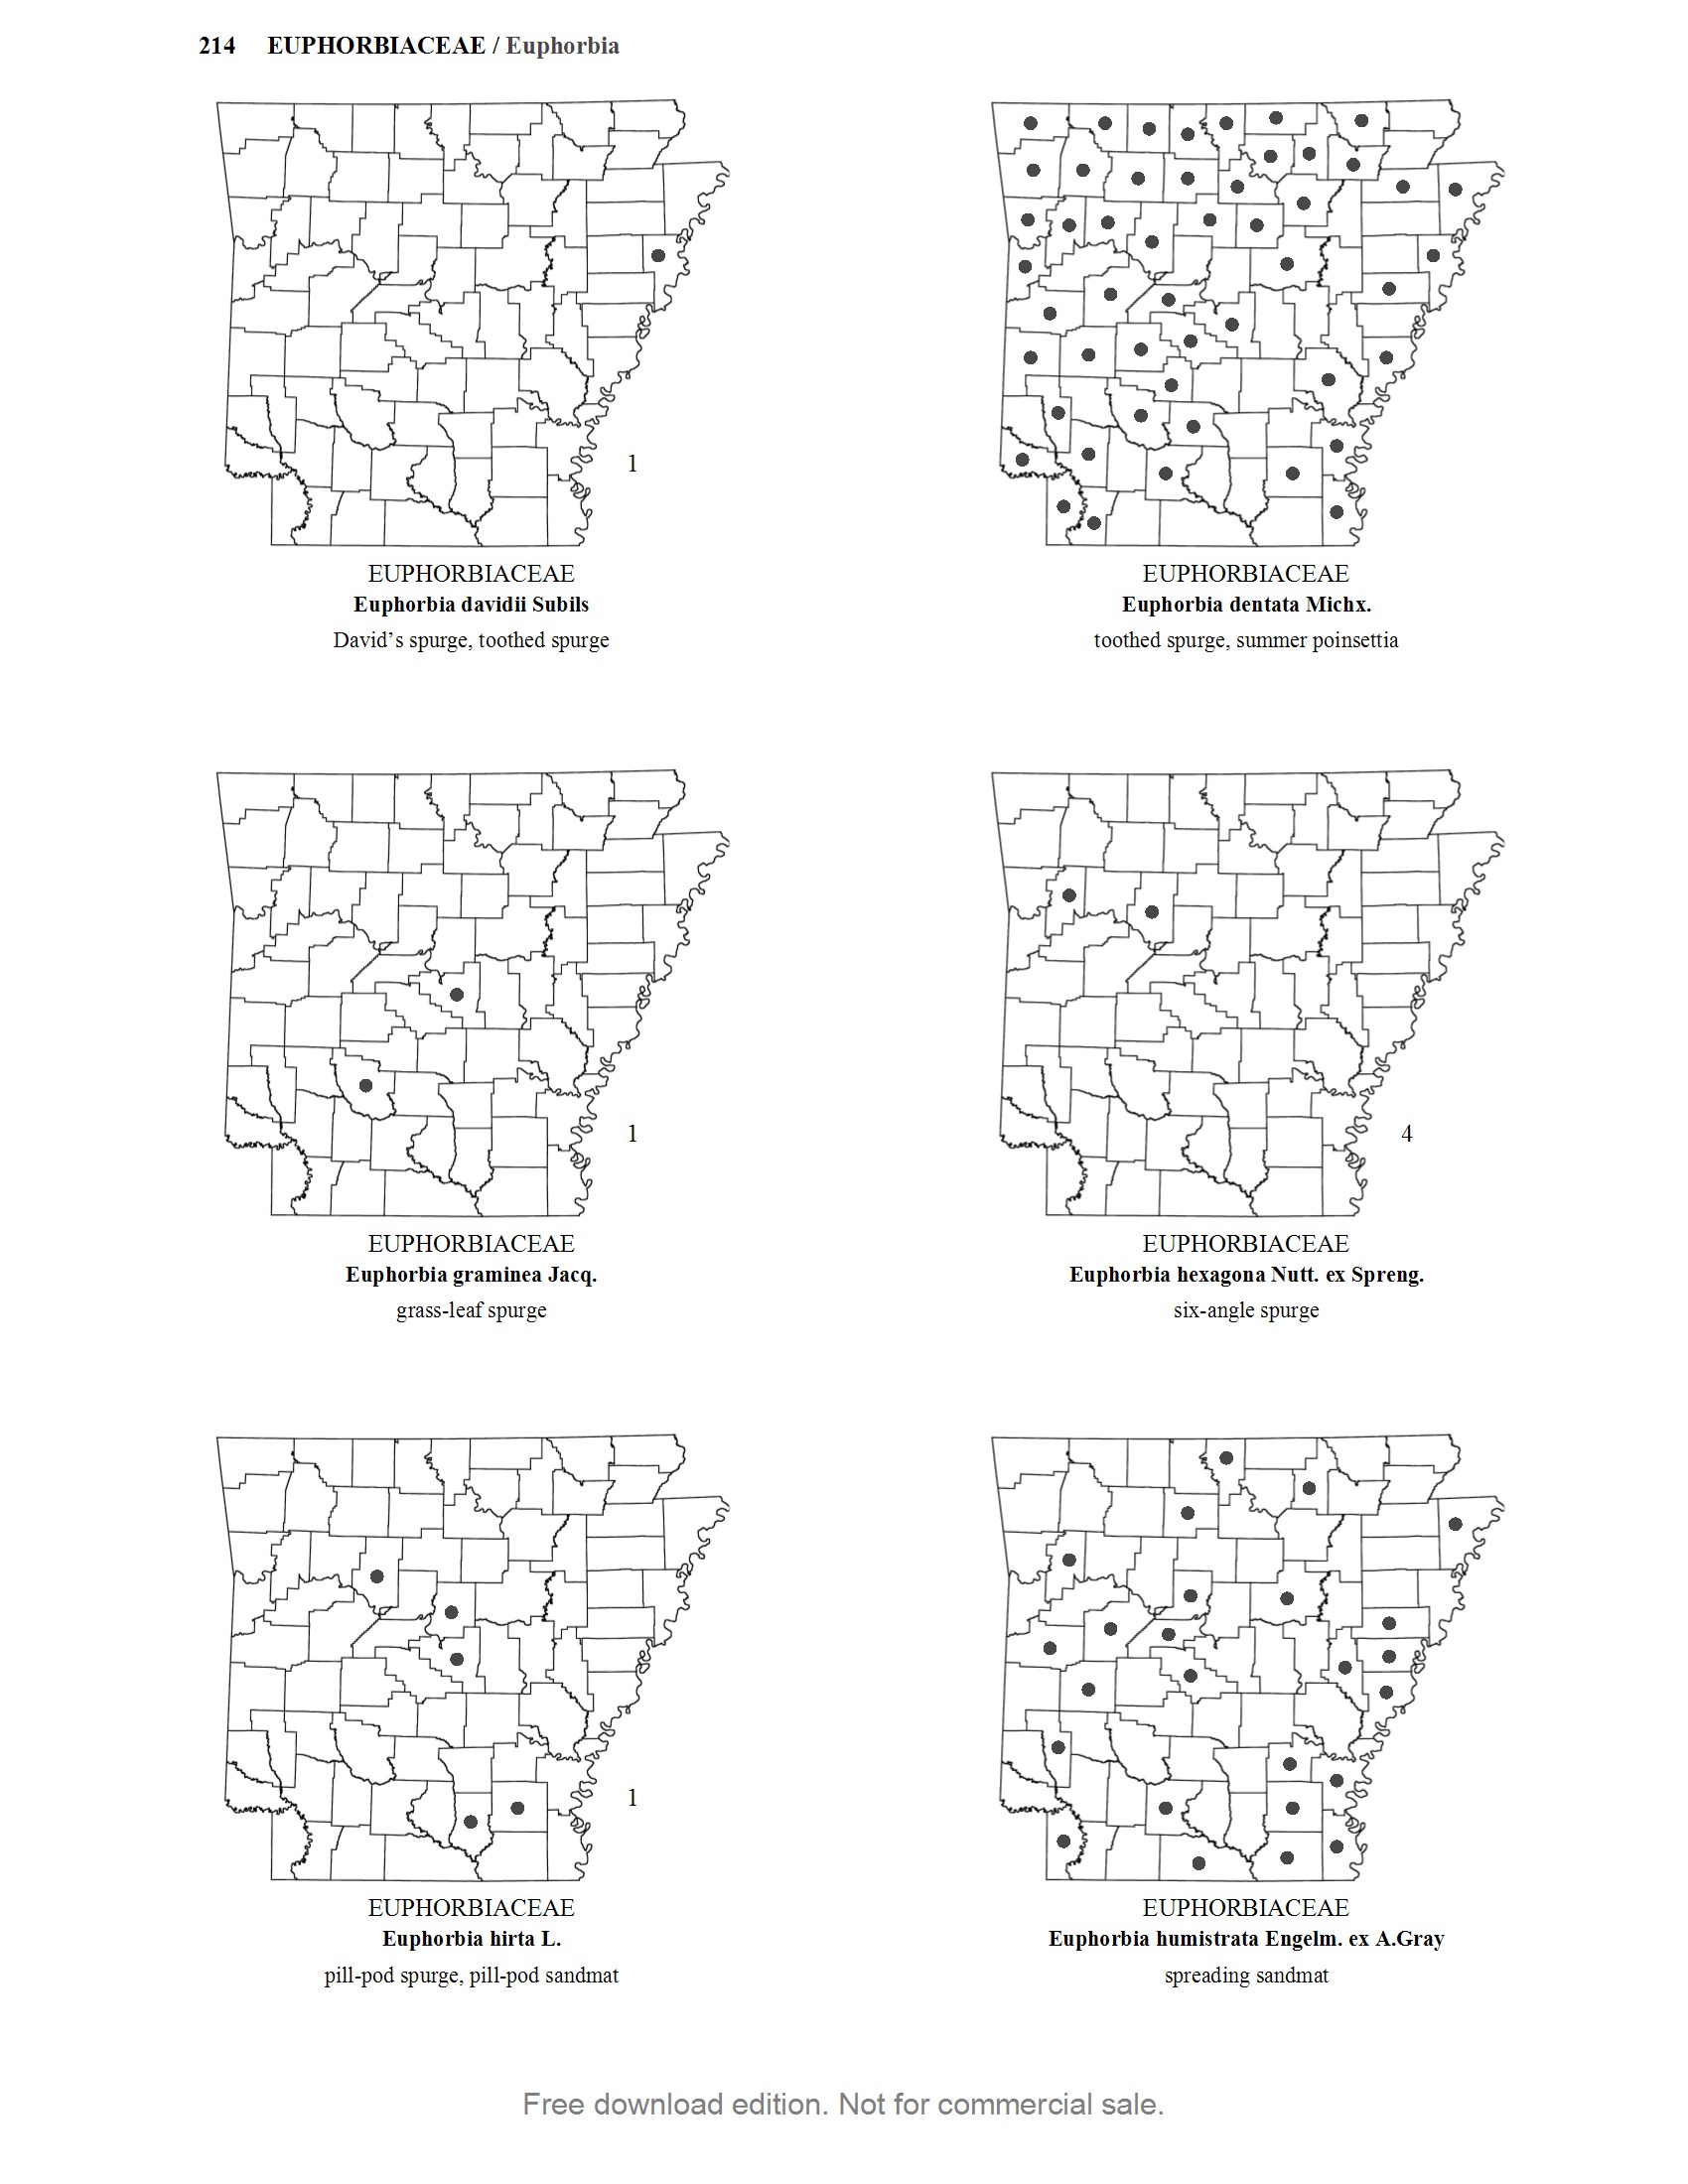 214 EUPHORBIACEAE / Euphorbia
1
EUPHORBIACEAE
Euphorbia davidii Subils
David’s spurge, toothed spurge
EUPHORBIACEAE
Euphorbia dentata Michx.
toothed spurge, summer poinsettia
1
EUPHORBIACEAE
Euphorbia graminea Jacq.
grass-leaf spurge
4
EUPHORBIACEAE
Euphorbia hexagona Nutt. ex Spreng.
six-angle spurge
1
EUPHORBIACEAE
Euphorbia hirta L.
pill-pod spurge, pill-pod sandmat
EUPHORBIACEAE
Euphorbia humistrata Engelm. ex A.Gray
spreading sandmat
Free download edition. Not for commercial sale.